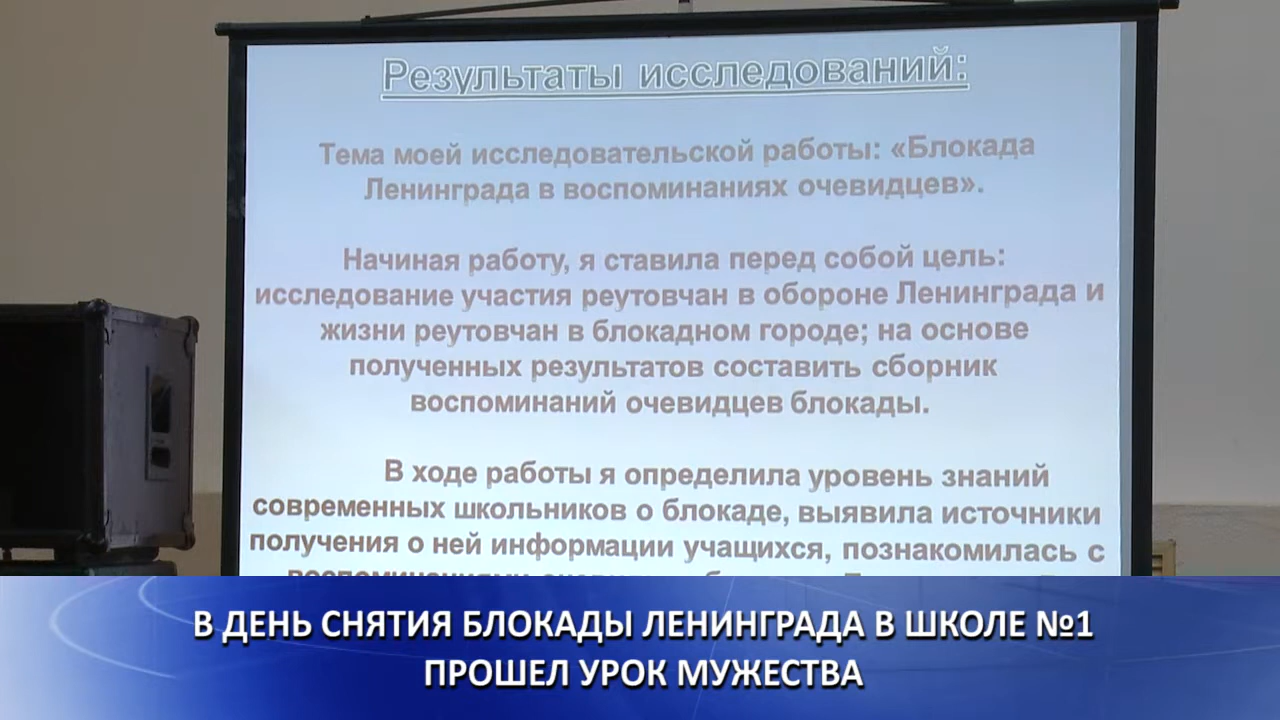 Результаты исследований:
Тема моей исследовательской работы: «Блокада
Ленинграда в воспоминаниях очевидцев».
Начиная работу, я ставила перед собой цель:
исследование участия реутовчан в обороне Ленинграда и
жизни реутовчан в блокадном городе; на основе
полученных результатов составить сборник
воспоминаний очевидцев блокады.
В ходе работы я определила уровень знаний
современных школьников о блокаде, выявила источники
получения о ней информации учащихся, познакомилась с
В ДЕНЬ СНЯТИЯ БЛОКАДЫ ЛЕНИНГРАДА В ШКОЛЕ №1
ПРОШЕЛ УРОК МУЖЕСТВА